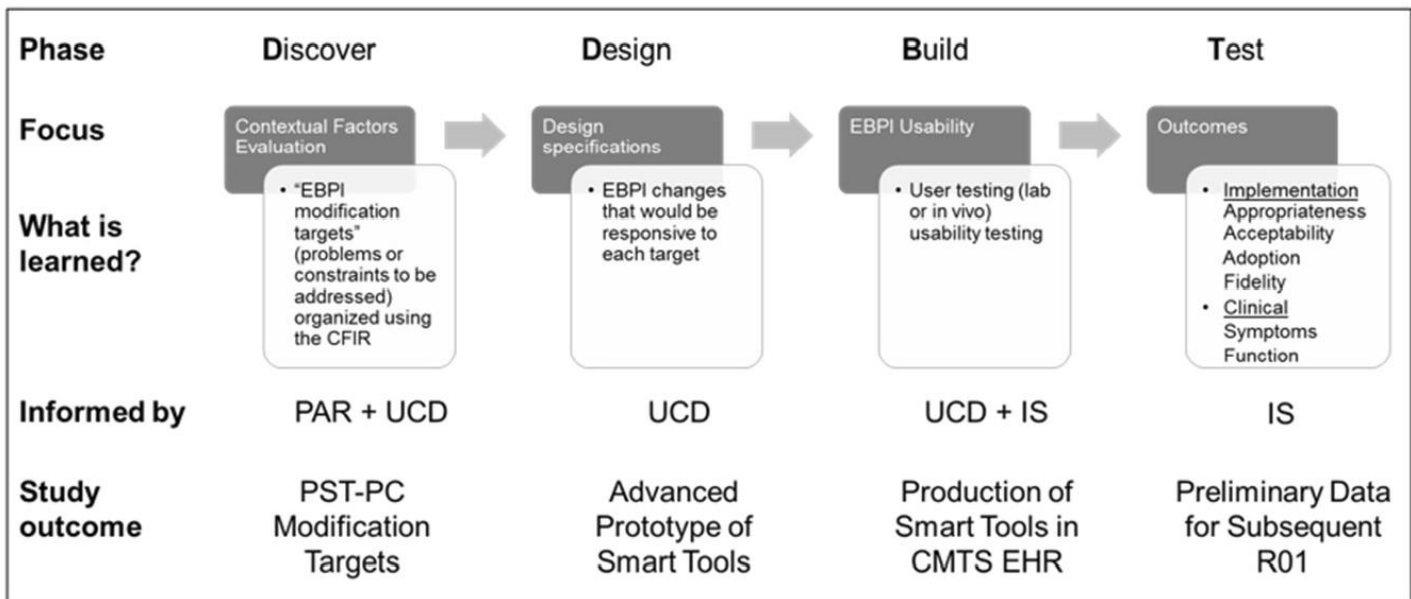 Phase
Discover
Design
Build
Test
Focus
Contextual Factors
Evaluation
Design
specifications
EBPI Usability
Outcomes
What is
learned?
• "EBPI
modification
targets"
(problems or
constraints to be
addressed)
organized using
the CFIR
• EBPI changes
that would be
responsive to
each target
• User testing (lab
or in vivo)
usability testing
• Implementation
Appropriateness
Acceptability
Adoption
Fidelity
• Clinical
Symptoms
Function
Informed by
PAR + UCD
UCD
UCD + IS
IS
Study
outcome
PST-PC
Modification
Targets
Advanced
Prototype of
Smart Tools
Production of
Smart Tools in
CMTS EHR
Preliminary Data
for Subsequent
R01